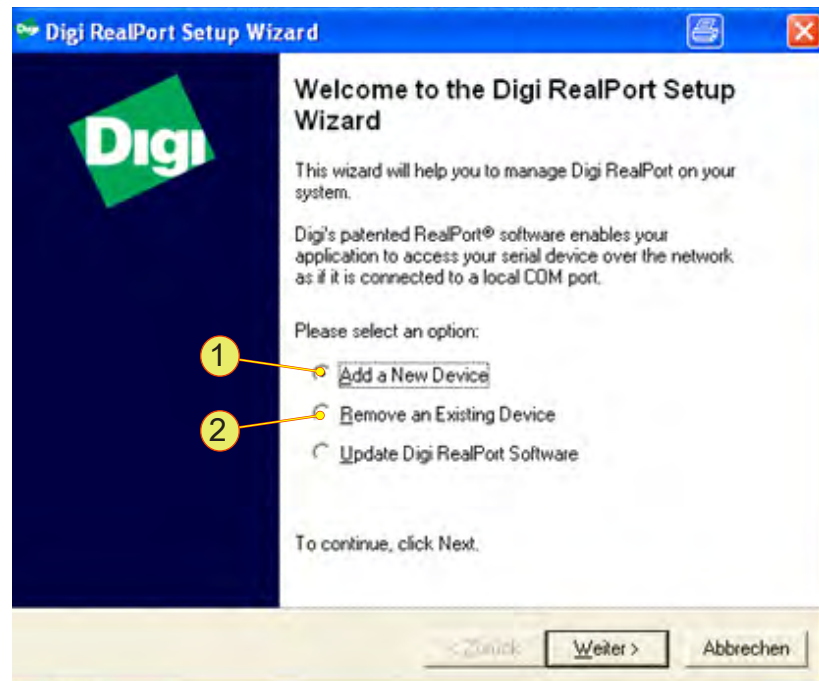 Digi RealPort Setup Wizard
Digi
Welcome to the Digi RealPort Setup
Wizard
This wizard will help you to manage Digi RealPort on your
system.
Digi's patented RealPort® software enables your
application to access your serial device over the network
as if it is connected to a local COM port.
Please select an option:
1
Add a New Device
2
Remove an Existing Device
Update Digi RealPort Software
To continue, click Next.
< Zurück
Weiter >
Abbrechen